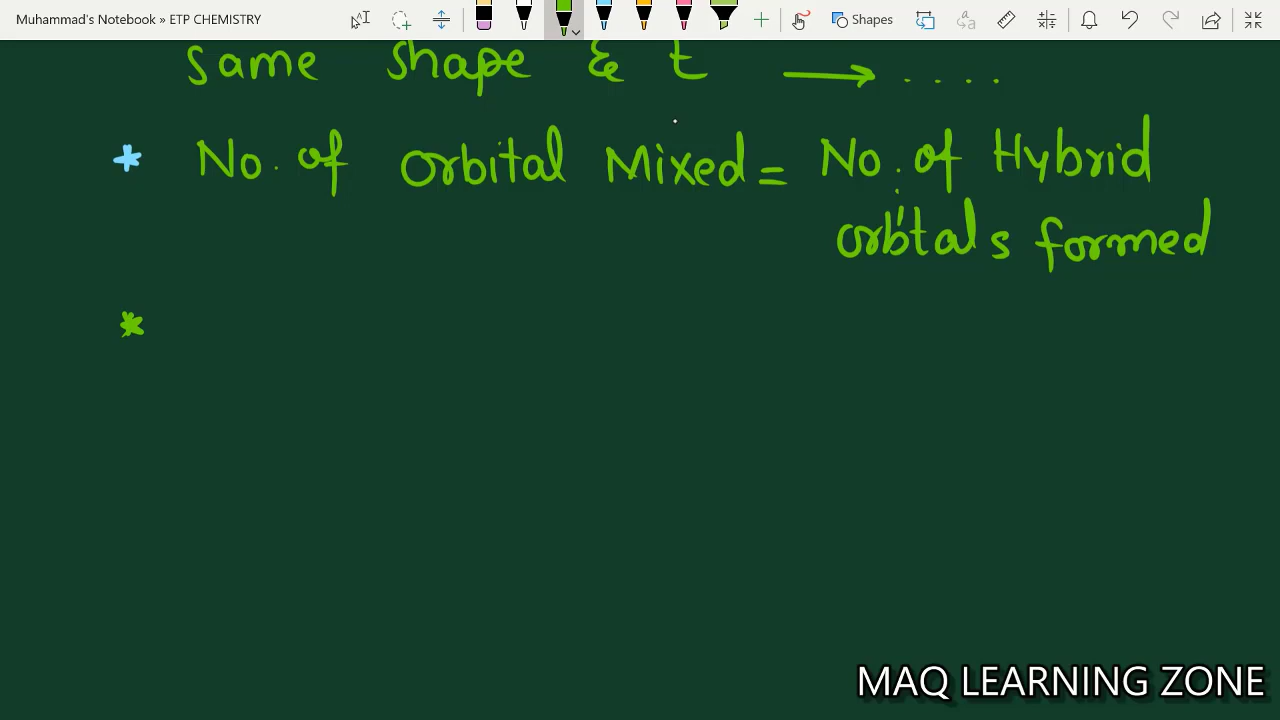 Muhammad's Notebook » ETP CHEMISTRY
Shapes
same shape & t → ....
* No. of orbital Mixed = No. of Hybrid
orbitals formed
*
MAQ LEARNING ZONE